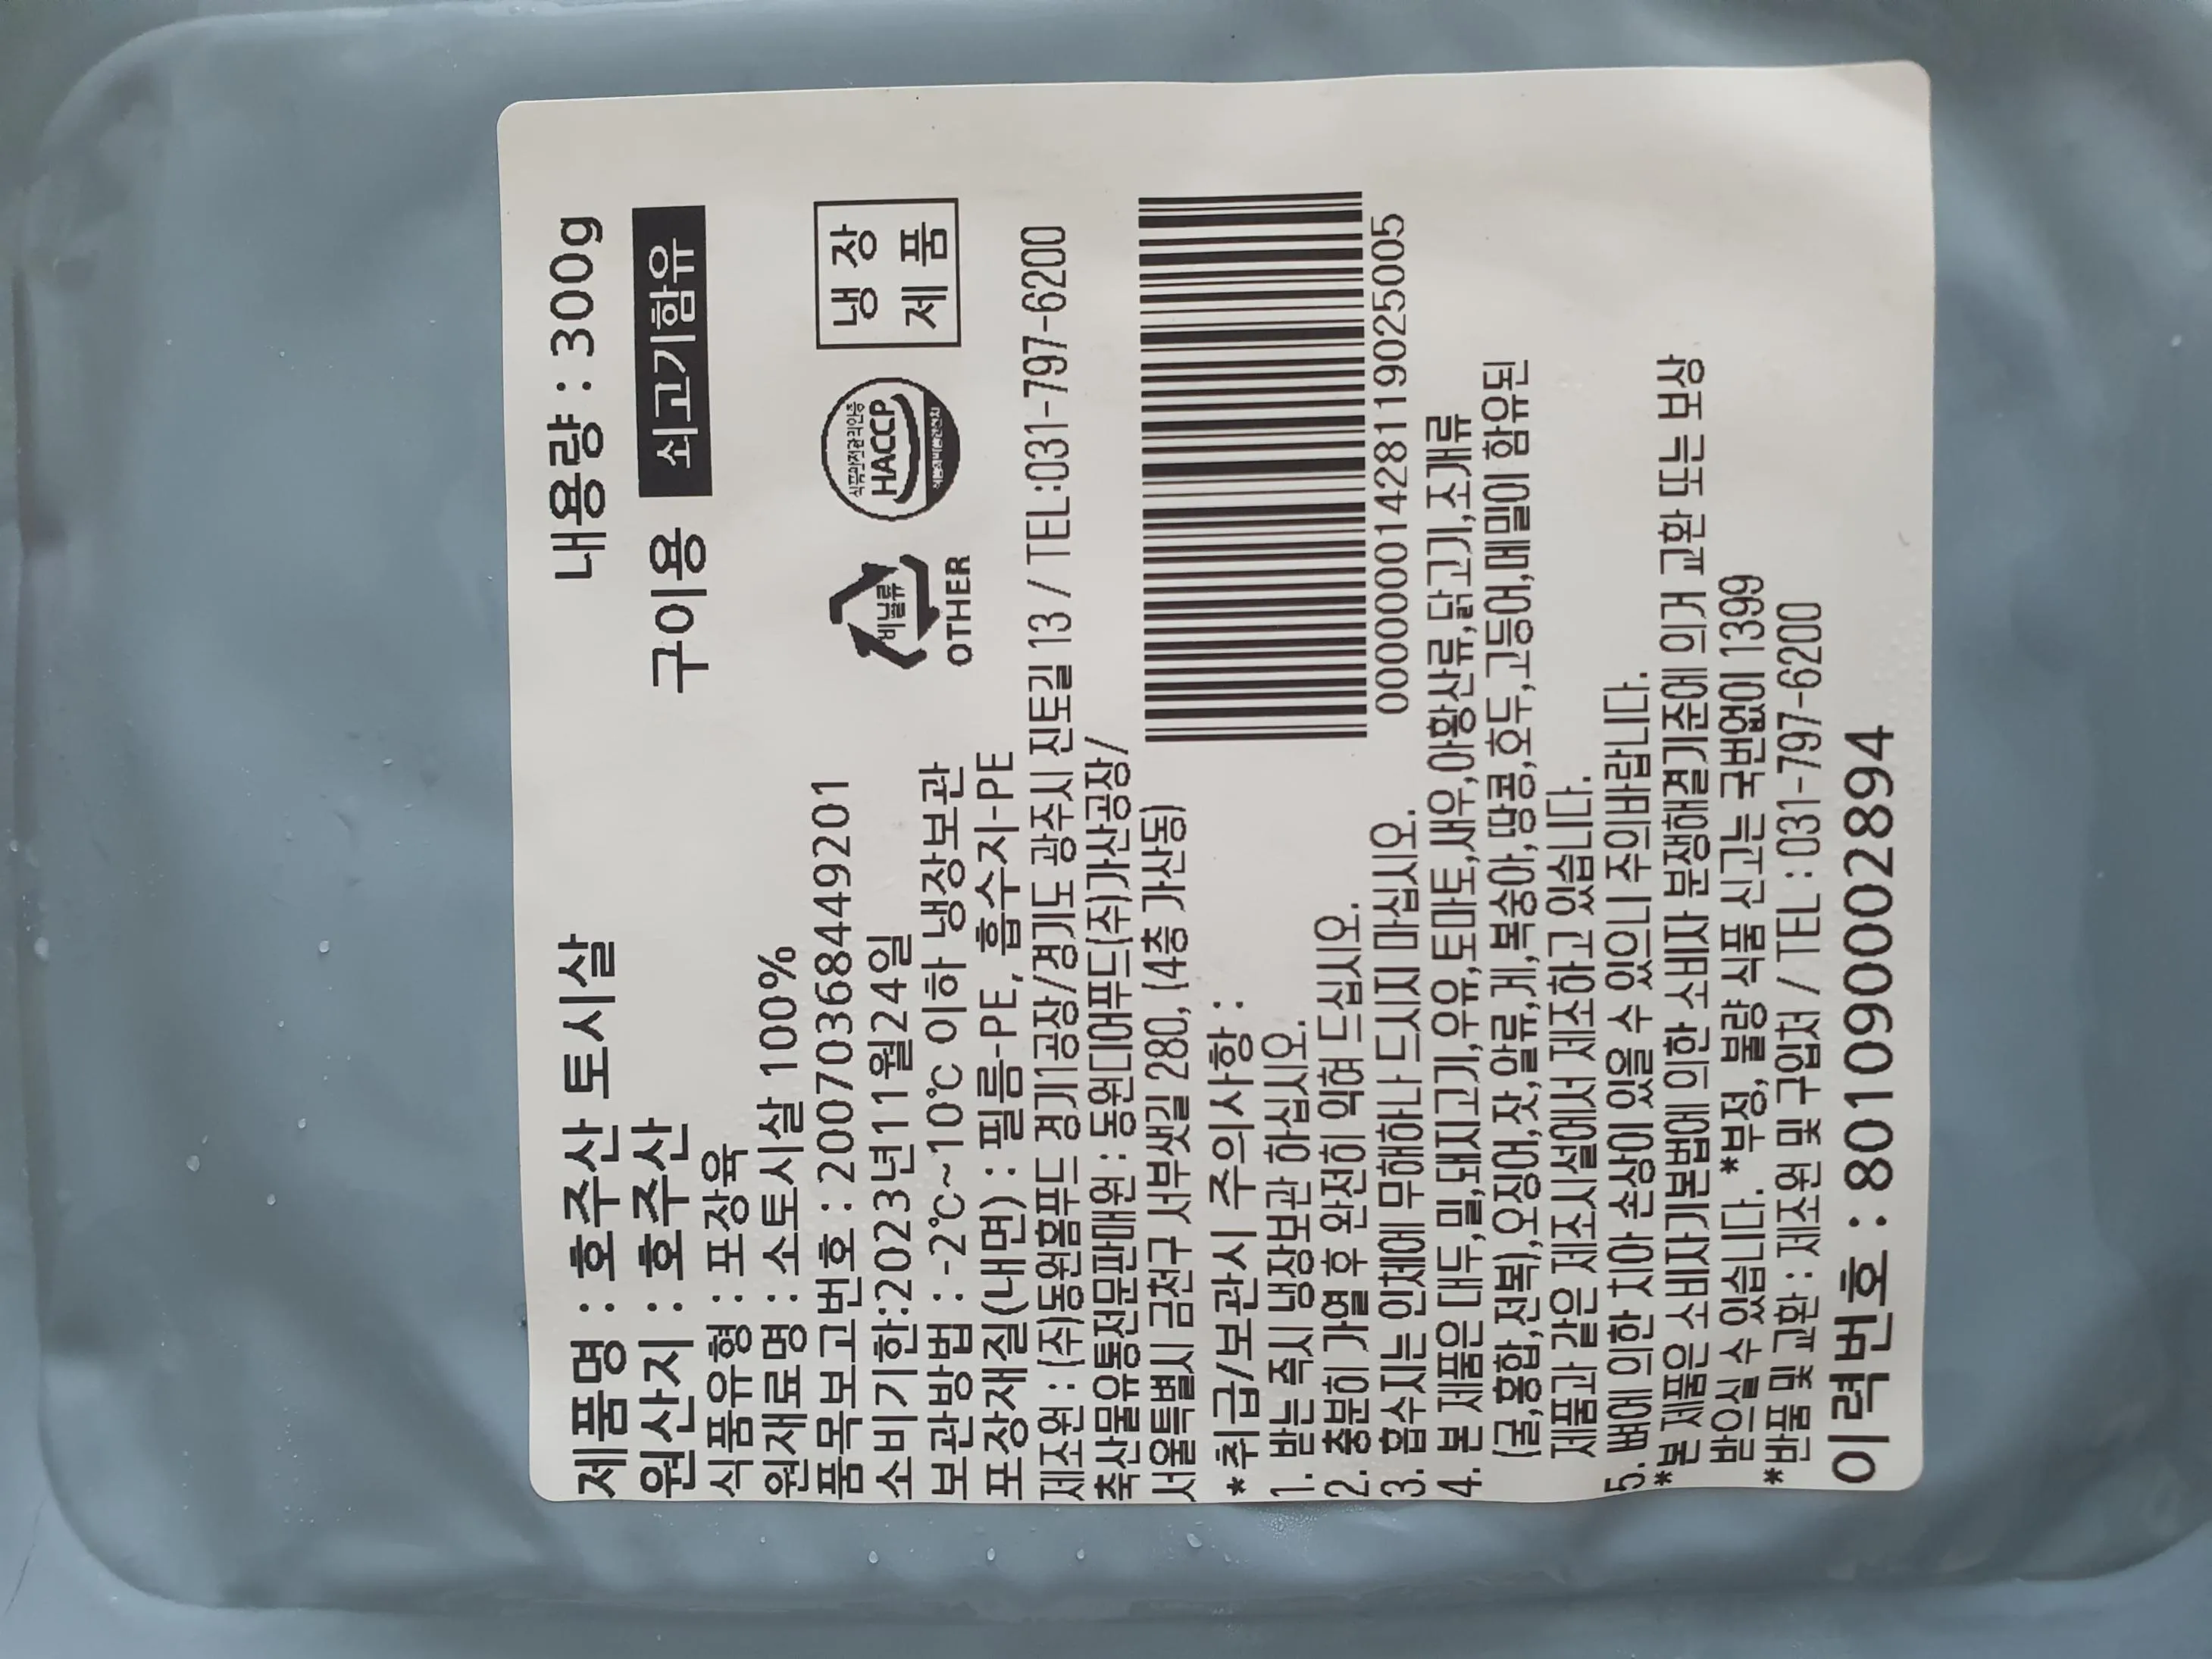 제품명 : 호주산 토시살 내용량 : 300g
원산지 : 호주산 구이용 쇠고기함유
식품유형 : 포장육
원재료명 : 소토시살 100%
품목보고번호 : 20070368449201
소비기한:2023년11월24일
보관방법 : -2℃~10℃ 이하 냉장보관
포장재질(내면) : 필름-PE, 흡수지-PE
비닐류
OTHER
식품안전관리인증
HACCP
식품의약품안전처
냉장
제품
제조원 : (주)동원홈푸드 경기1공장/경기도 광주시 진토길 13 / TEL:031-797-6200
축산물유통전문판매원 : 동원디어푸드(주)가산공장/
서울특별시 금천구 서부샛길 280, (4층 가산동)
00000001428119025005
*취급/보관시 주의사항 :
1. 받는 즉시 냉장보관 하십시오.
2. 충분히 가열 후 완전히 익혀 드십시오.
3. 흡수지는 인체에 무해하나 드시지 마십시오.
4. 본 제품은 대두,밀,돼지고기,우유,토마토,새우,아황산류,닭고기,조개류
(굴,홍합,전복),오징어,잣,알류,게,복숭아,땅콩,호두,고등어,메밀이 함유된
제품과 같은 제조시설에서 제조하고 있습니다.
5. 뼈에 의한 치아 손상이 있을 수 있으니 주의바랍니다.
*본 제품은 소비자기본법에 의한 소비자 분쟁해결기준에 의거 교환 또는 보상
받으실 수 있습니다. *부정, 불량 식품 신고는 국번없이 1399
*반품 및 교환 : 제조원 및 구입처 / TEL : 031-797-6200
이력번호 : 801090002894